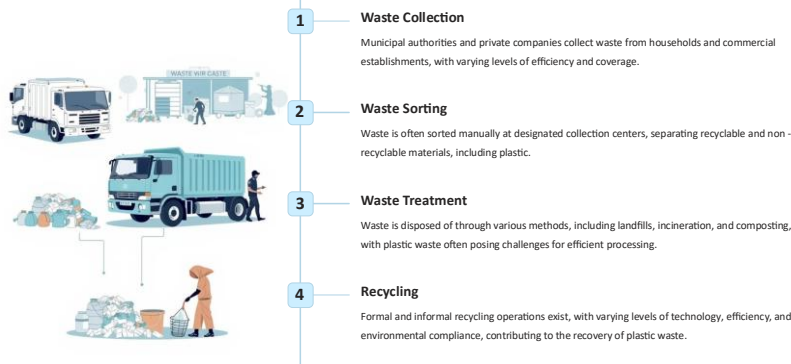 1
Waste Collection
Municipal authorities and private companies collect waste from households and commercial
establishments, with varying levels of efficiency and coverage.
WASTE WIR CASTE
2
Waste Sorting
Waste is often sorted manually at designated collection centers, separating recyclable and non -
recyclable materials, including plastic.
3
Waste Treatment
Waste is disposed of through various methods, including landfills, incineration, and composting,
with plastic waste often posing challenges for efficient processing.
4
Recycling
Formal and informal recycling operations exist, with varying levels of technology, efficiency, and
environmental compliance, contributing to the recovery of plastic waste.